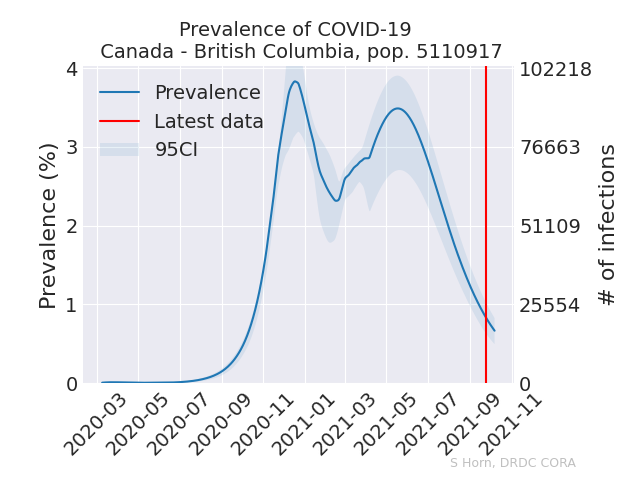 Prevalence of COVID-19
Canada - British Columbia, pop. 5110917
Prevalence
Latest data
95CI
Prevalence (%)
4
3
2
1
0
102218
76663
51109
25554
0
# of infections
2020-03
2020-05
2020-07
2020-09
2020-11
2021-01
2021-03
2021-05
2021-07
2021-09
2021-11
S Horn, DRDC CORA